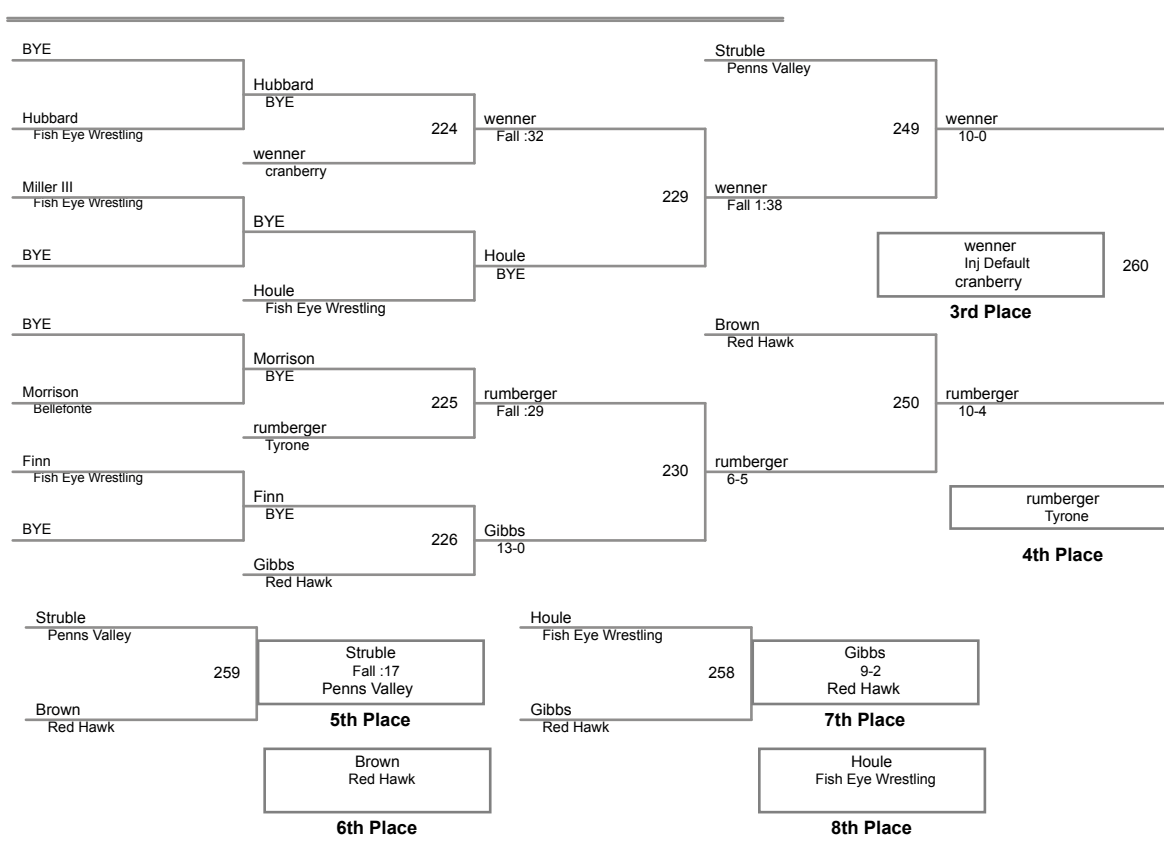 BYE
Hubbard
Fish Eye Wrestling
Miller III
Fish Eye Wrestling
BYE
BYE
Morrison
Bellefonte
Finn
Fish Eye Wrestling
BYE
Hubbard
BYE
224
wenner
cranberry
BYE
Houle
Fish Eye Wrestling
Morrison
BYE
225
rumberger
Tyrone
Finn
BYE
226
Gibbs
Red Hawk
wenner
Fall :32
229
Houle
BYE
rumberger
Fall :29
230
Gibbs
13-0
Struble
Penns Valley
249
wenner
Fall 1:38
Brown
Red Hawk
250
rumberger
6-5
wenner
10-0
wenner
Inj Default
cranberry
260
3rd Place
rumberger
10-4
rumberger
Tyrone
4th Place
Struble
Penns Valley
259
Brown
Red Hawk
Struble
Fall :17
Penns Valley
5th Place
Brown
Red Hawk
6th Place
Houle
Fish Eye Wrestling
258
Gibbs
Red Hawk
Gibbs
9-2
Red Hawk
7th Place
Houle
Fish Eye Wrestling
8th Place